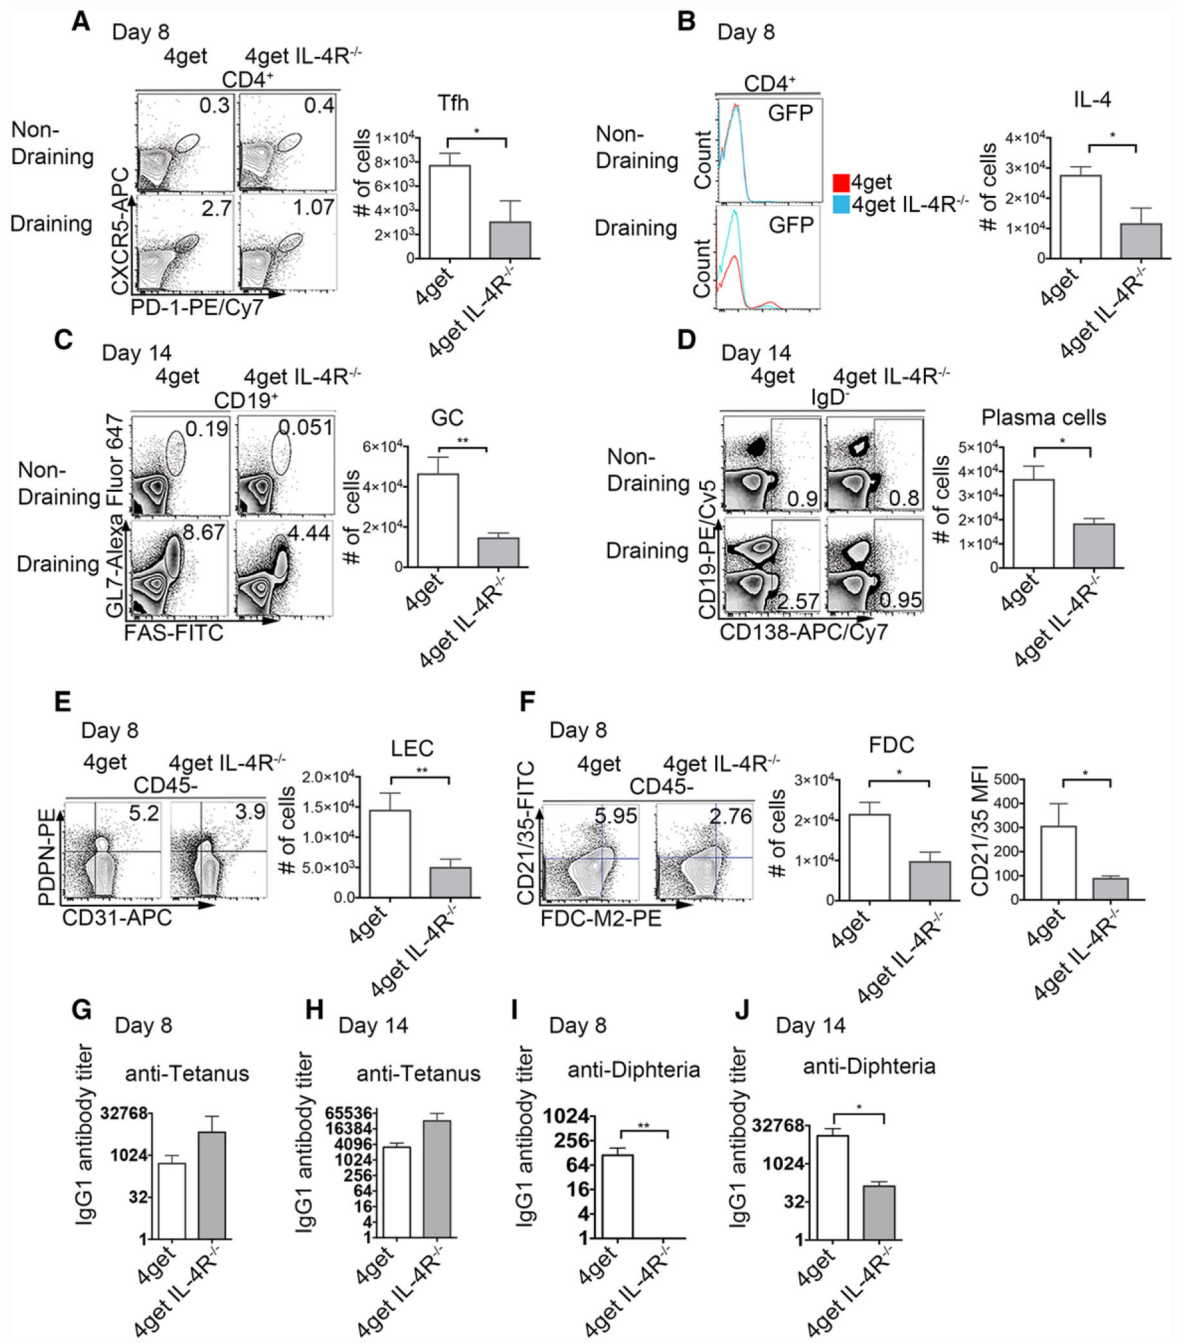 A
Day 8
4get 4get IL-4R-/-
CD4+
Non-
Draining
0.3 0.4
Draining
2.7 1.07
CXCR5-APC
PD-1-PE/Cy7
Tfh
# of cells
1×10⁴
8×10³
6×10³
4×10³
2×10³
0
*
4get
4get IL-4R-/-
B
Day 8
CD4+
Non-
Draining
Count
GFP
Draining
Count
GFP
4get
4get IL-4R-/-
IL-4
# of cells
4×10⁴
3×10⁴
2×10⁴
1×10⁴
0
*
4get
4get IL-4R-/-
C
Day 14
4get 4get IL-4R-/-
CD19+
Non-
Draining
0.19 0.051
Draining
8.67 4.44
GL7-Alexa Fluor 647
FAS-FITC
GC
# of cells
6×10⁴
4×10⁴
2×10⁴
0
**
4get
4get IL-4R-/-
D
Day 14
4get 4get IL-4R-/-
IgD-
Non-
Draining
0.9 0.8
Draining
2.57 0.95
CD19-PE/Cy5
CD138-APC/Cy7
Plasma cells
# of cells
5×10⁴
4×10⁴
3×10⁴
2×10⁴
1×10⁴
0
*
4get
4get IL-4R-/-
E
Day 8
4get 4get IL-4R-/-
CD45-
5.2 3.9
PDPN-PE
CD31-APC
LEC
# of cells
2.0×10⁴
1.5×10⁴
1.0×10⁴
5.0×10³
0.0
**
4get
4get IL-4R-/-
F
Day 8
4get 4get IL-4R-/-
CD45-
5.95 2.76
CD21/35-FITC
FDC-M2-PE
FDC
# of cells
3×10⁴
2×10⁴
1×10⁴
0
*
4get
4get IL-4R-/-
CD21/35 MFI
500
400
300
200
100
0
*
4get
4get IL-4R-/-
G
Day 8
anti-Tetanus
IgG1 antibody titer
32768
1024
32
1
4get
4get IL-4R-/-
H
Day 14
anti-Tetanus
IgG1 antibody titer
65536
16384
4096
1024
256
64
16
4
1
4get
4get IL-4R-/-
I
Day 8
anti-Diphteria
IgG1 antibody titer
1024
256
64
16
4
1
**
4get
4get IL-4R-/-
J
Day 14
anti-Diphteria
IgG1 antibody titer
32768
1024
32
1
*
4get
4get IL-4R-/-